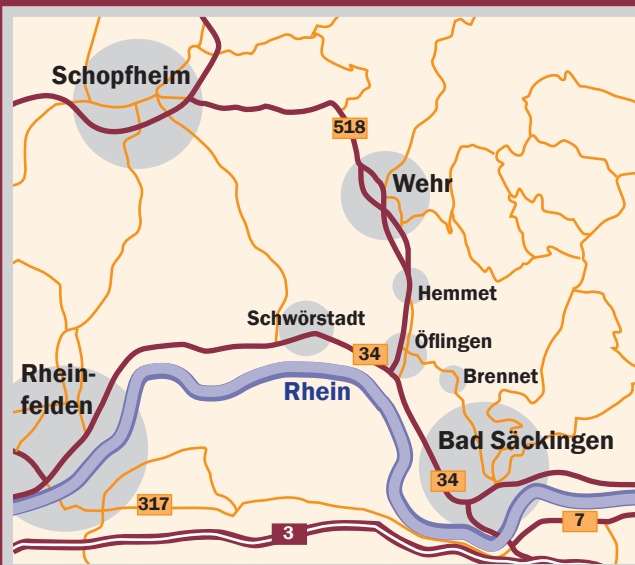 Schopfheim
518
Wehr
Hemmet
Schwörstadt
Öflingen
34
Rhein-
felden
Brennet
Rhein
Bad Säckingen
34
317
7
3